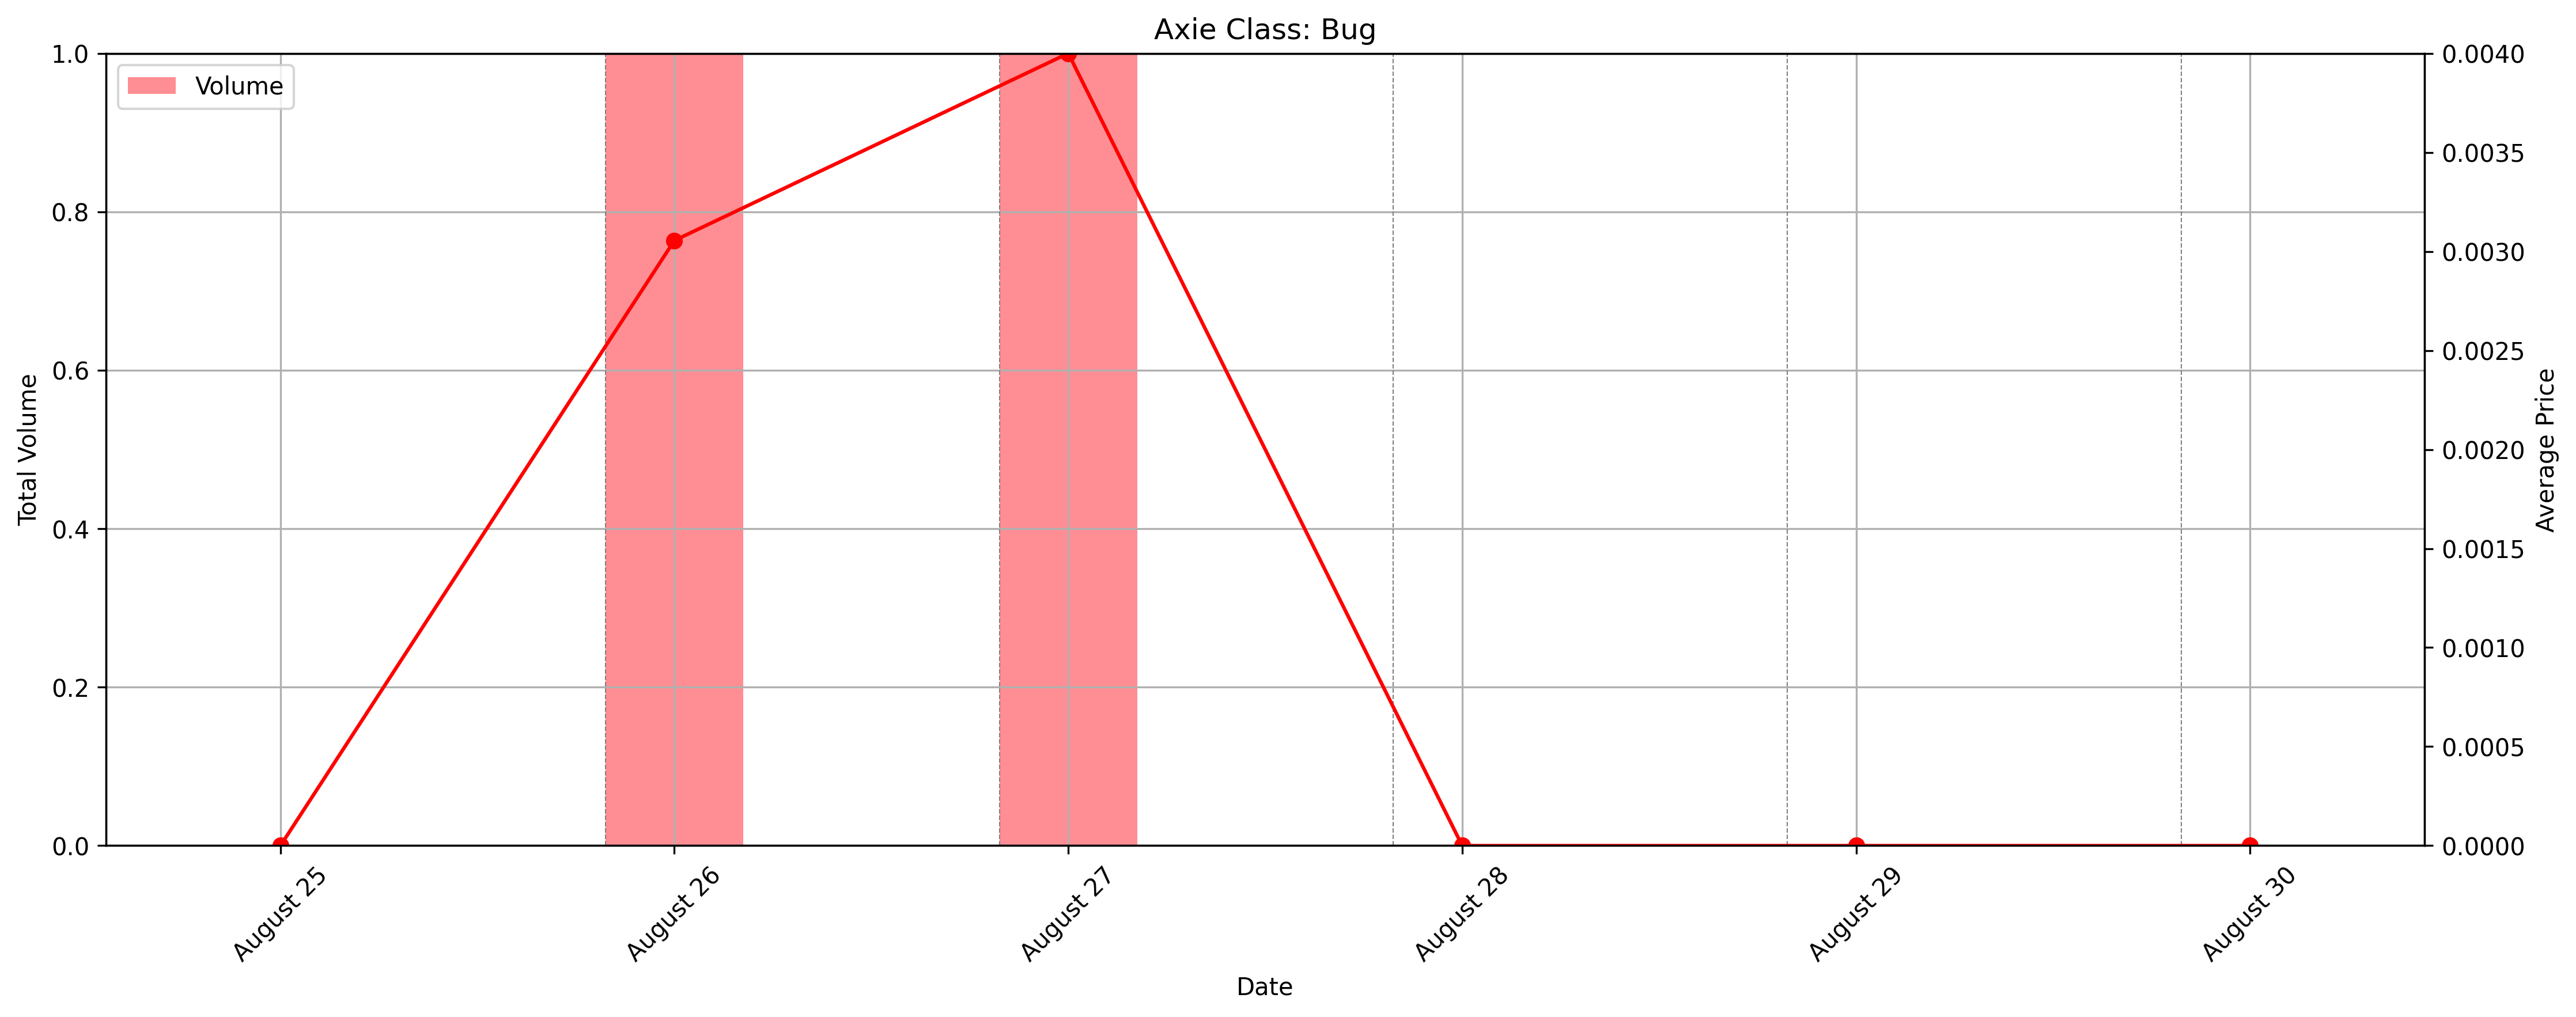 Axie Class: Bug
Volume
Total Volume
1.0
0.8
0.6
0.4
0.2
0.0
0.0040
0.0035
0.0030
0.0025
0.0020
0.0015
0.0010
0.0005
0.0000
Average Price
August 25
August 26
August 27
August 28
August 29
August 30
Date